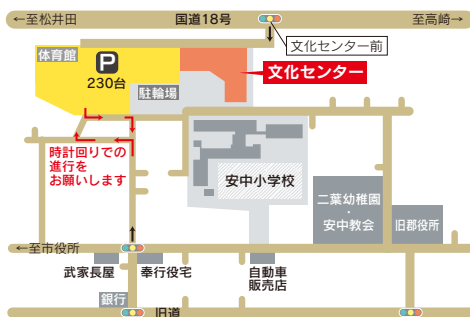 ←至松井田
国道18号
至高崎→
文化センター前
体育館
P
230台
駐輪場
文化センター
時計回りでの
進行を
お願いします
安中小学校
二葉幼稚園
・
安中教会
旧郡役所
←至市役所
武家長屋
奉行役宅
自動車
販売店
銀行
旧道